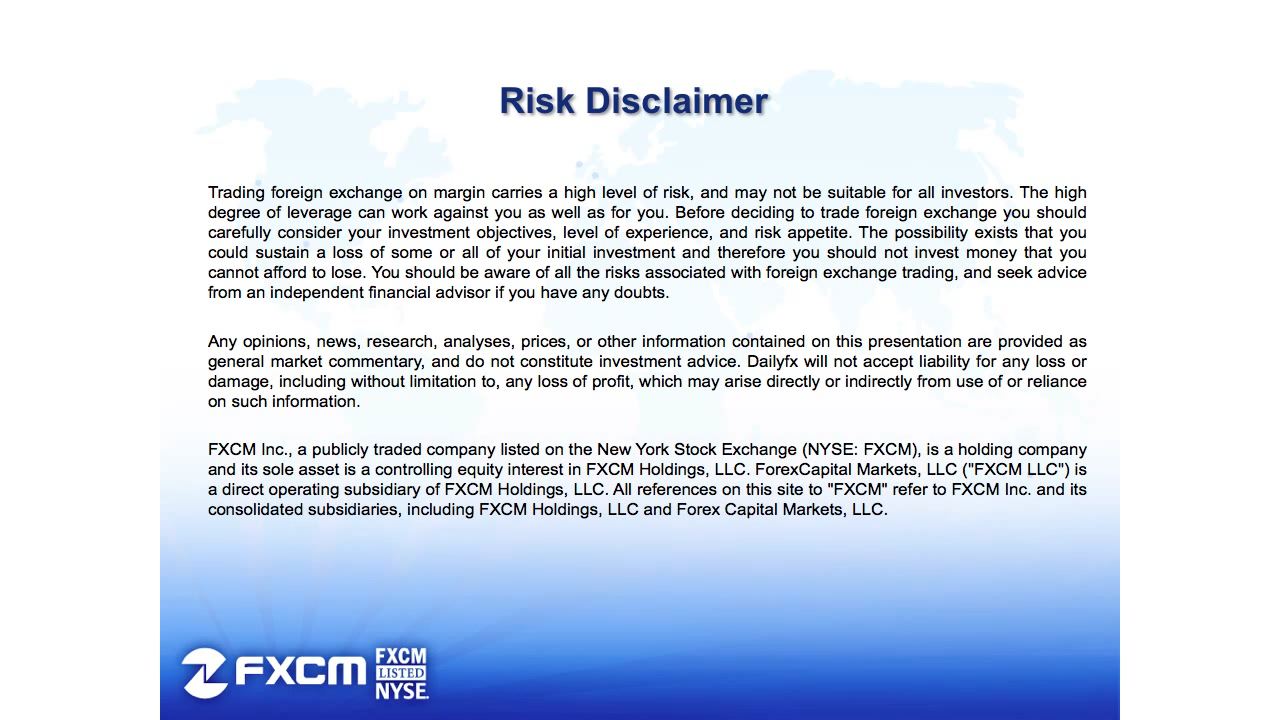 Risk Disclaimer
Trading foreign exchange on margin carries a high level of risk, and may not be suitable for all investors. The high
degree of leverage can work against you as well as for you. Before deciding to trade foreign exchange you should
carefully consider your investment objectives, level of experience, and risk appetite. The possibility exists that you
could sustain a loss of some or all of your initial investment and therefore you should not invest money that you
cannot afford to lose. You should be aware of all the risks associated with foreign exchange trading, and seek advice
from an independent financial advisor if you have any doubts.
Any opinions, news, research, analyses, prices, or other information contained on this presentation are provided as
general market commentary, and do not constitute investment advice. Dailyfx will not accept liability for any loss or
damage, including without limitation to, any loss of profit, which may arise directly or indirectly from use of or reliance
on such information.
FXCM Inc., a publicly traded company listed on the New York Stock Exchange (NYSE: FXCM), is a holding company
and its sole asset is a controlling equity interest in FXCM Holdings, LLC. ForexCapital Markets, LLC ("FXCM LLC") is
a direct operating subsidiary of FXCM Holdings, LLC. All references on this site to "FXCM" refer to FXCM Inc. and its
consolidated subsidiaries, including FXCM Holdings, LLC and Forex Capital Markets, LLC.
FXCM
FXCM
LISTED
NYSE.